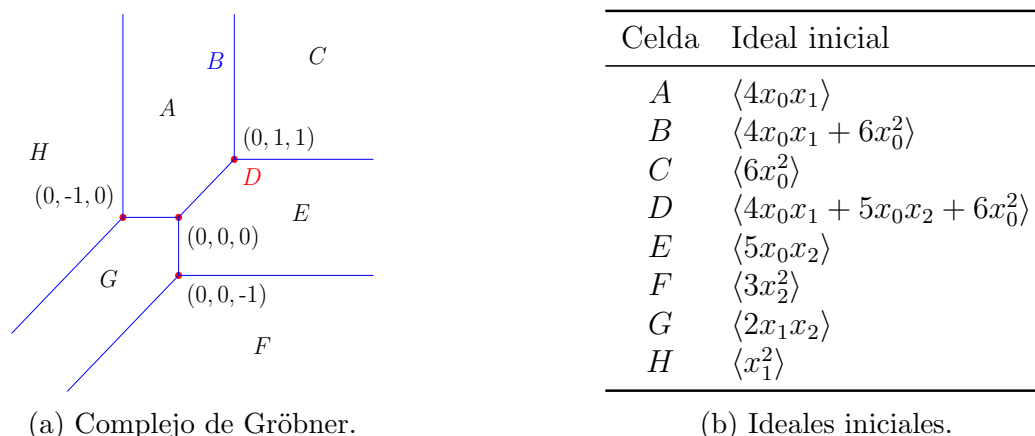 B
C
A
(0, 1, 1)
H
D
(0, -1, 0)
E
(0, 0, 0)
G
(0, 0, -1)
F
(a) Complejo de Gröbner.
Celda Ideal inicial
A ⟨4x₀x₁⟩
B ⟨4x₀x₁ + 6x₀²⟩
C ⟨6x₀²⟩
D ⟨4x₀x₁ + 5x₀x₂ + 6x₀²⟩
E ⟨5x₀x₂⟩
F ⟨3x₂²⟩
G ⟨2x₁x₂⟩
H ⟨x₁²⟩
(b) Ideales iniciales.